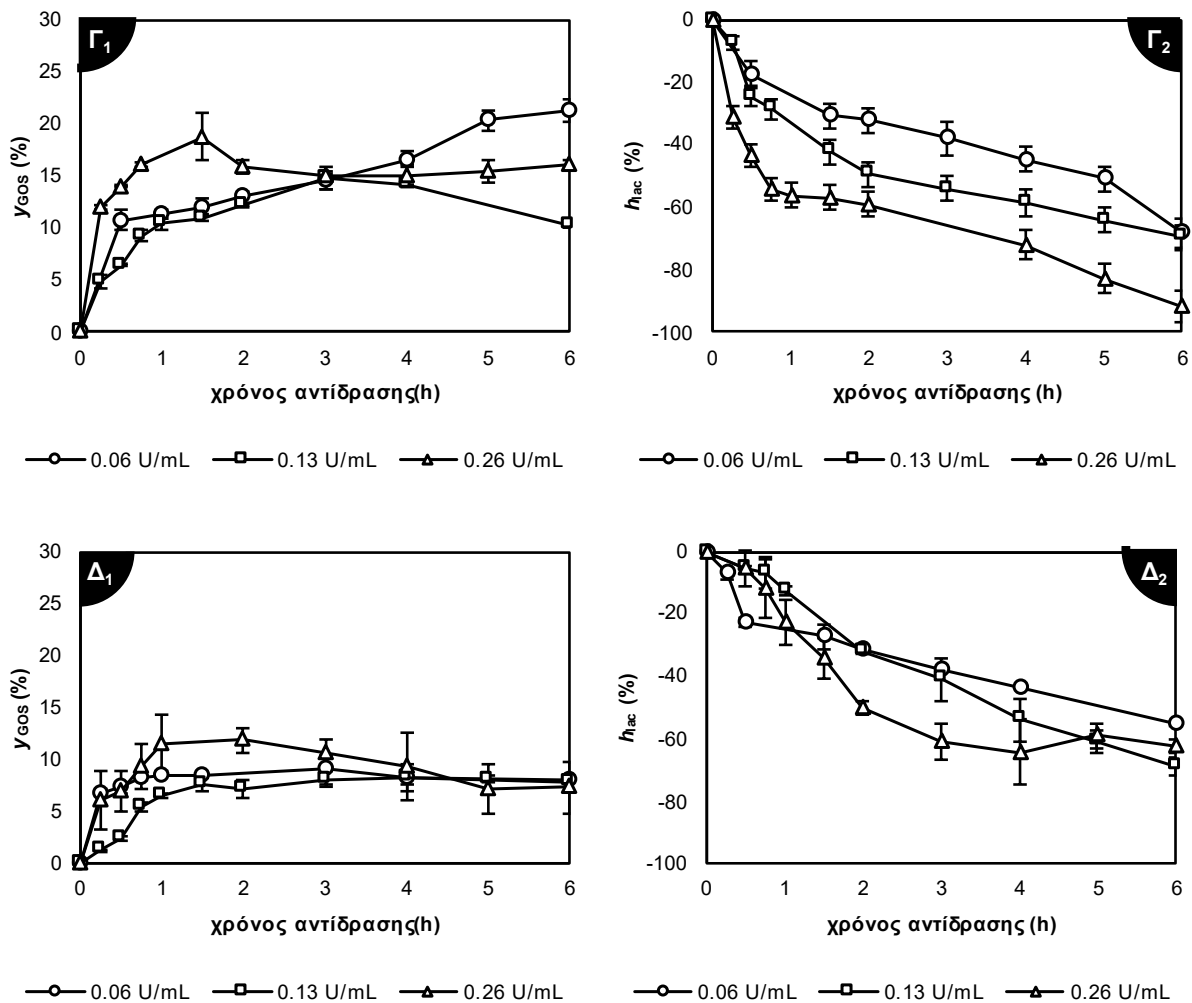 Γ1
30
25
20
15
10
5
0
yGOS (%)
0 1 2 3 4 5 6
χρόνος αντίδρασης(h)
0.06 U/mL 0.13 U/mL 0.26 U/mL
Γ2
0
-20
-40
-60
-80
-100
hlac (%)
0 1 2 3 4 5 6
χρόνος αντίδρασης (h)
0.06 U/mL 0.13 U/mL 0.26 U/mL
Δ1
30
25
20
15
10
5
0
yGOS (%)
0 1 2 3 4 5 6
χρόνος αντίδρασης(h)
0.06 U/mL 0.13 U/mL 0.26 U/mL
Δ2
0
-20
-40
-60
-80
-100
hlac (%)
0 1 2 3 4 5 6
χρόνος αντίδρασης (h)
0.06 U/mL 0.13 U/mL 0.26 U/mL